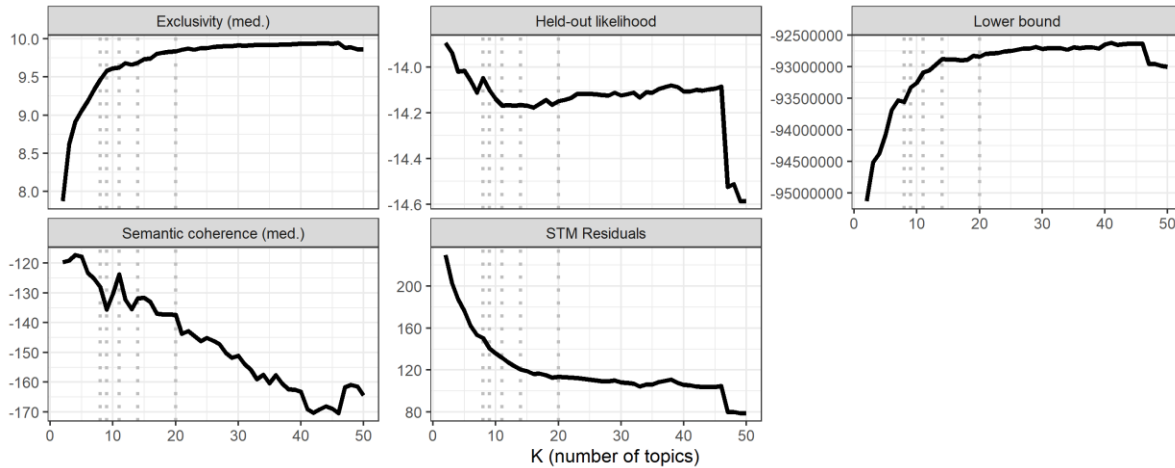 Exclusivity (med.)
Held-out likelihood
Lower bound
10.0
9.5
9.0
8.5
8.0
-14.0
-14.2
-14.4
-14.6
-92500000
-93000000
-93500000
-94000000
-94500000
-95000000
0 10 20 30 40 50
Semantic coherence (med.)
STM Residuals
-120
-130
-140
-150
-160
-170
200
160
120
80
0 10 20 30 40 50
0 10 20 30 40 50
K (number of topics)